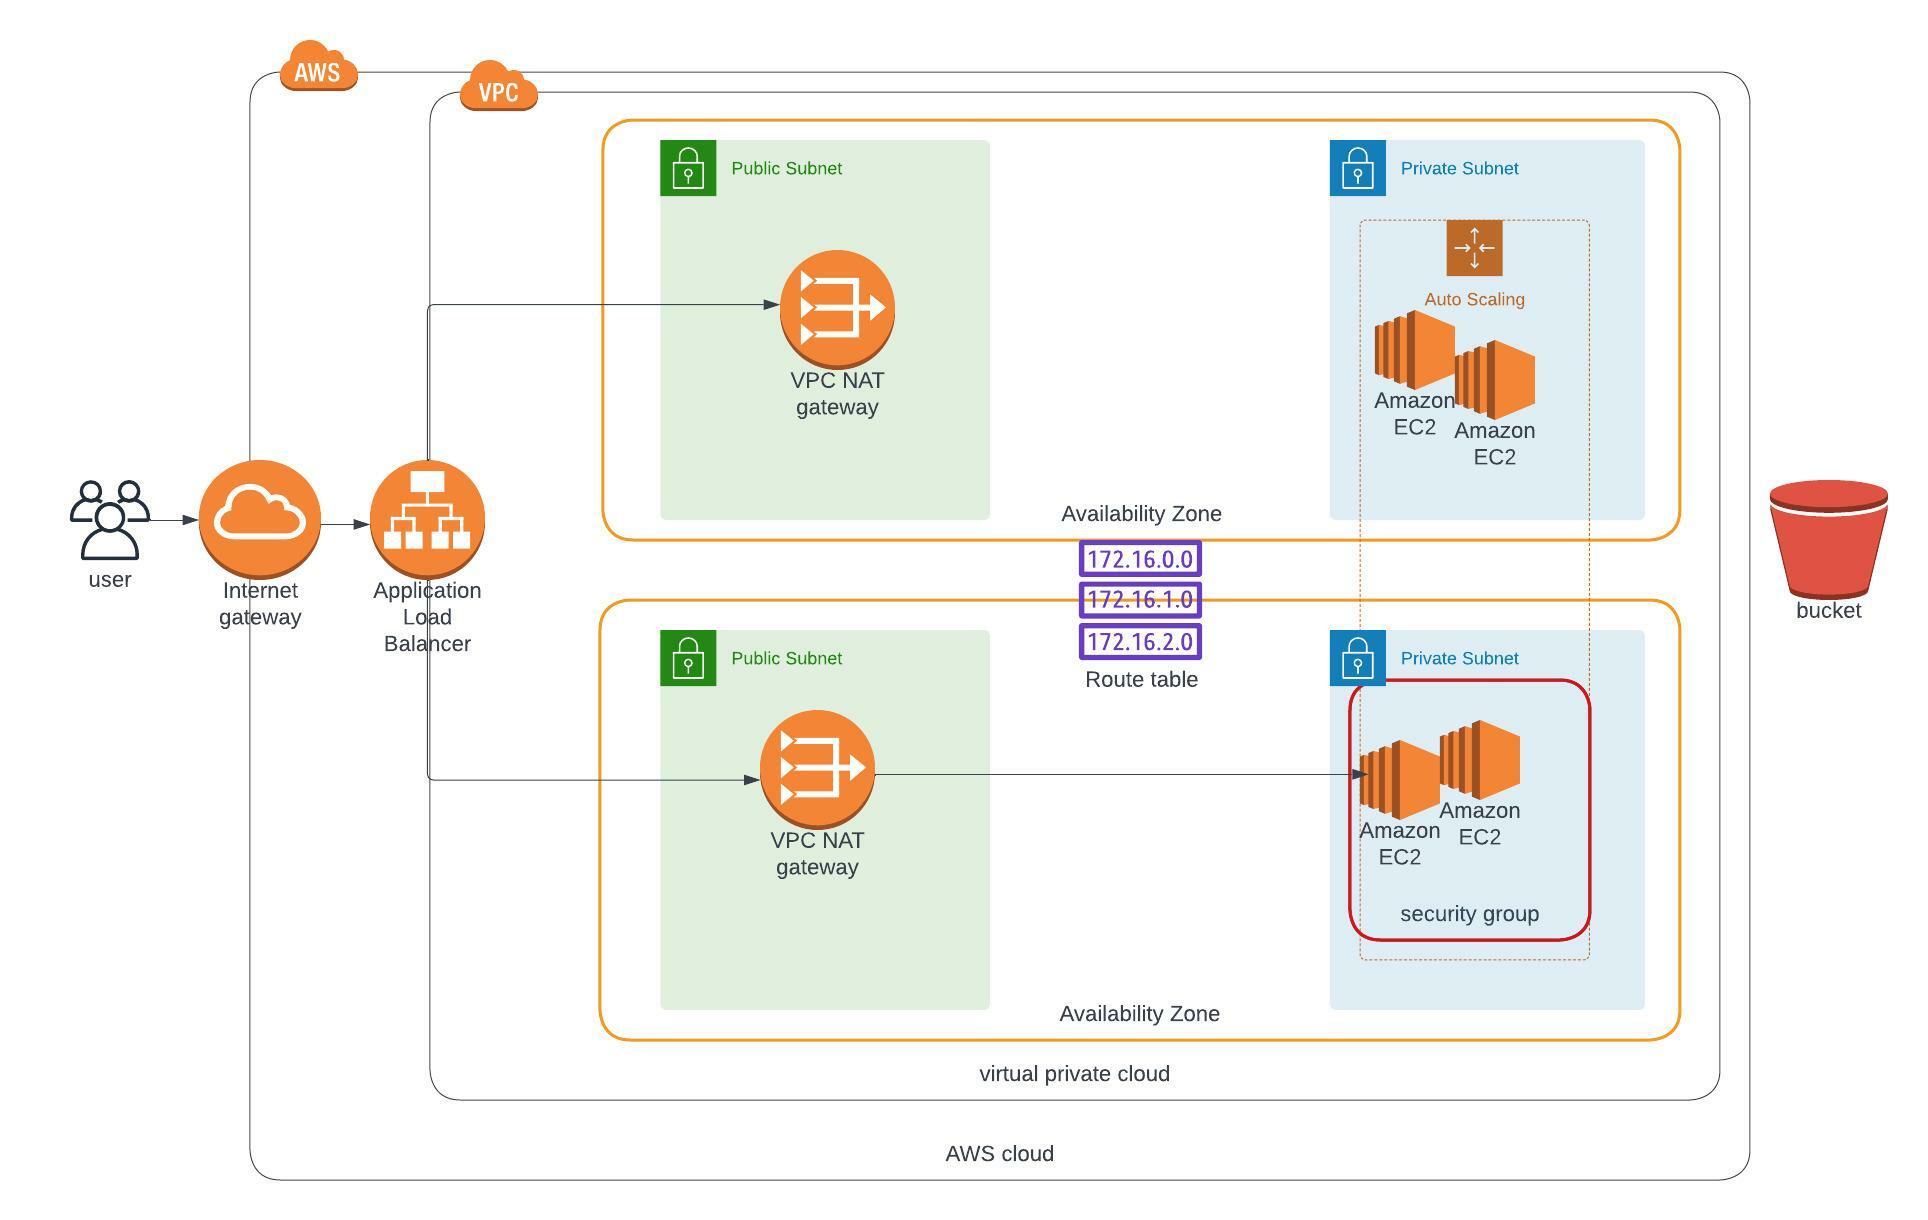 AWS
VPC
Public Subnet
Private Subnet
Auto Scaling
VPC NAT
gateway
Amazon
EC2
Amazon
EC2
Availability Zone
user
Internet
gateway
Application
Load
Balancer
172.16.0.0
172.16.1.0
172.16.2.0
Route table
bucket
Public Subnet
Private Subnet
VPC NAT
gateway
Amazon
EC2
Amazon
EC2
security group
Availability Zone
virtual private cloud
AWS cloud